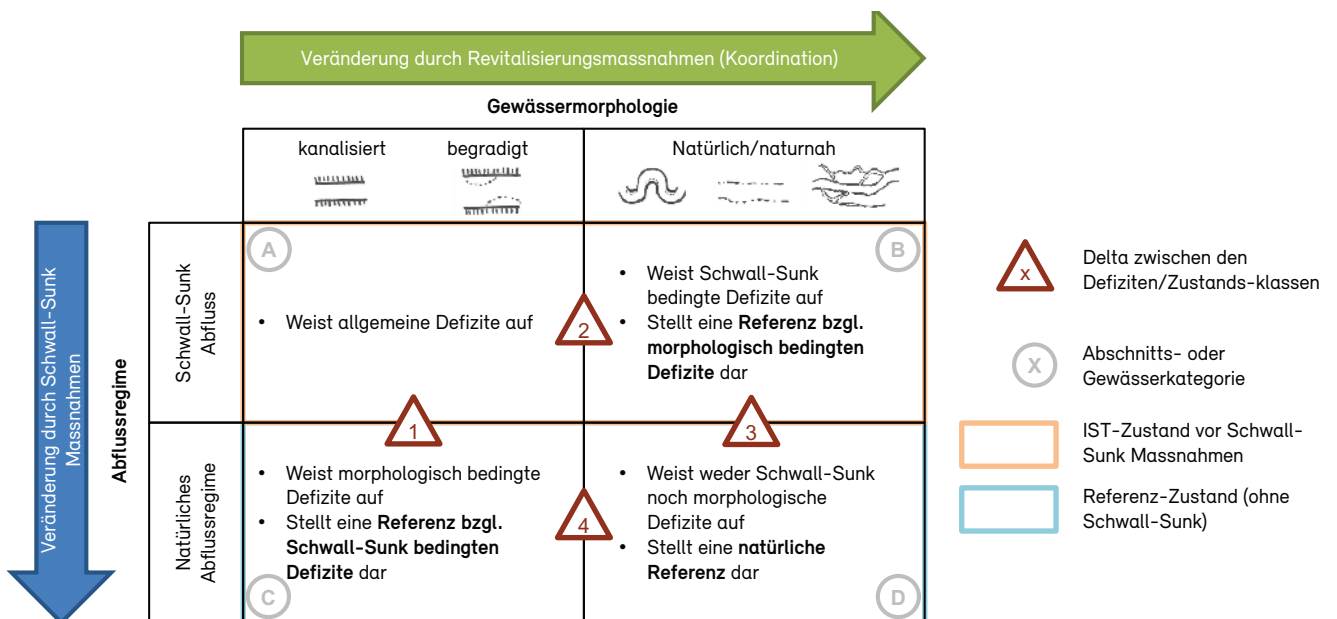 Veränderung durch Revitalisierungsmassnahmen (Koordination)
Gewässermorphologie
kanalisiert
begradigt
Natürlich/naturnah
Veränderung durch Schwall-Sunk
Massnahmen
Abflussregime
Schwall-Sunk
Abfluss
A
• Weist allgemeine Defizite auf
2
B
• Weist Schwall-Sunk
bedingte Defizite auf
• Stellt eine Referenz bzgl.
morphologisch bedingten
Defizite dar
1
3
Natürliches
Abflussregime
• Weist morphologisch bedingte
Defizite auf
• Stellt eine Referenz bzgl.
Schwall-Sunk bedingten
Defizite dar
C
4
• Weist weder Schwall-Sunk
noch morphologische
Defizite auf
• Stellt eine natürliche
Referenz dar
D
x
Delta zwischen den
Defiziten/Zustands-klassen
X
Abschnitts- oder
Gewässerkategorie
IST-Zustand vor Schwall-
Sunk Massnahmen
Referenz-Zustand (ohne
Schwall-Sunk)